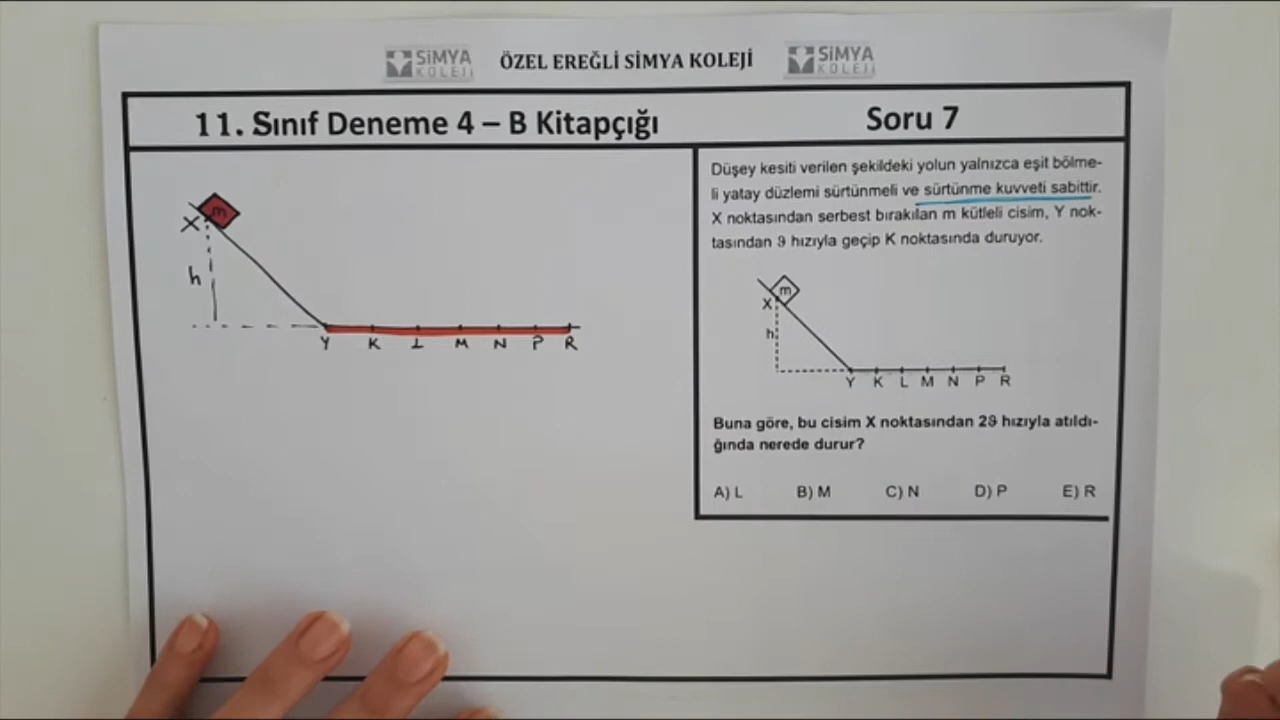 SİMYA KOLEJİ
ÖZEL EREĞLİ SİMYA KOLEJİ
SİMYA KOLEJİ
11. Sınıf Deneme 4 – B Kitapçığı
Soru 7
m
X
h
Y K L M N P R
Düşey kesiti verilen şekildeki yolun yalnızca eşit bölme-
li yatay düzlemi sürtünmeli ve sürtünme kuvveti sabittir.
X noktasından serbest bırakılan m kütleli cisim, Y nok-
tasından ϑ hızıyla geçip K noktasında duruyor.
m
X
h
Y K L M N P R
Buna göre, bu cisim X noktasından 2ϑ hızıyla atıldı-
ğında nerede durur?
A) L B) M C) N D) P E) R